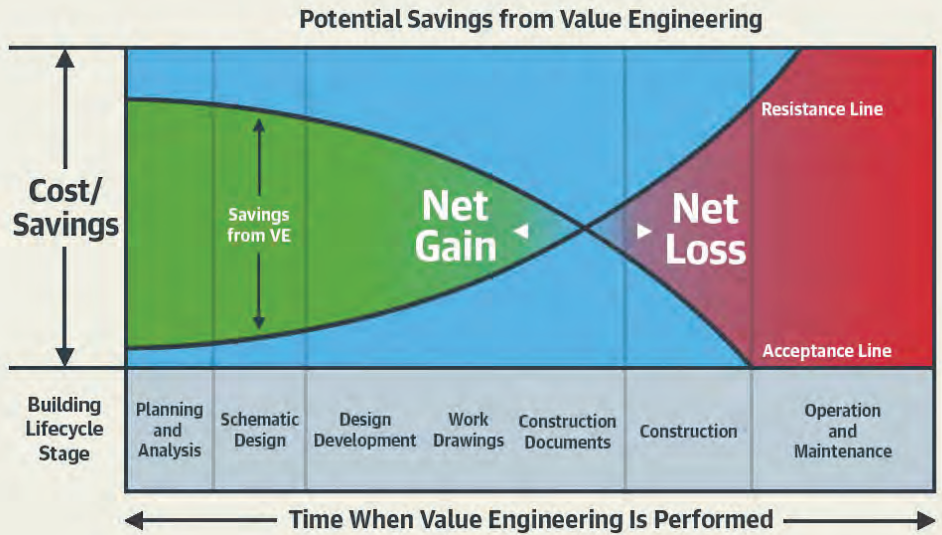 Potential Savings from Value Engineering
Cost/
Savings
Savings
from VE
Net
Gain
Net
Loss
Resistance Line
Acceptance Line
Building
Lifecycle
Stage
Planning
and
Analysis
Schematic
Design
Design
Development
Work
Drawings
Construction
Documents
Construction
Operation
and
Maintenance
Time When Value Engineering Is Performed